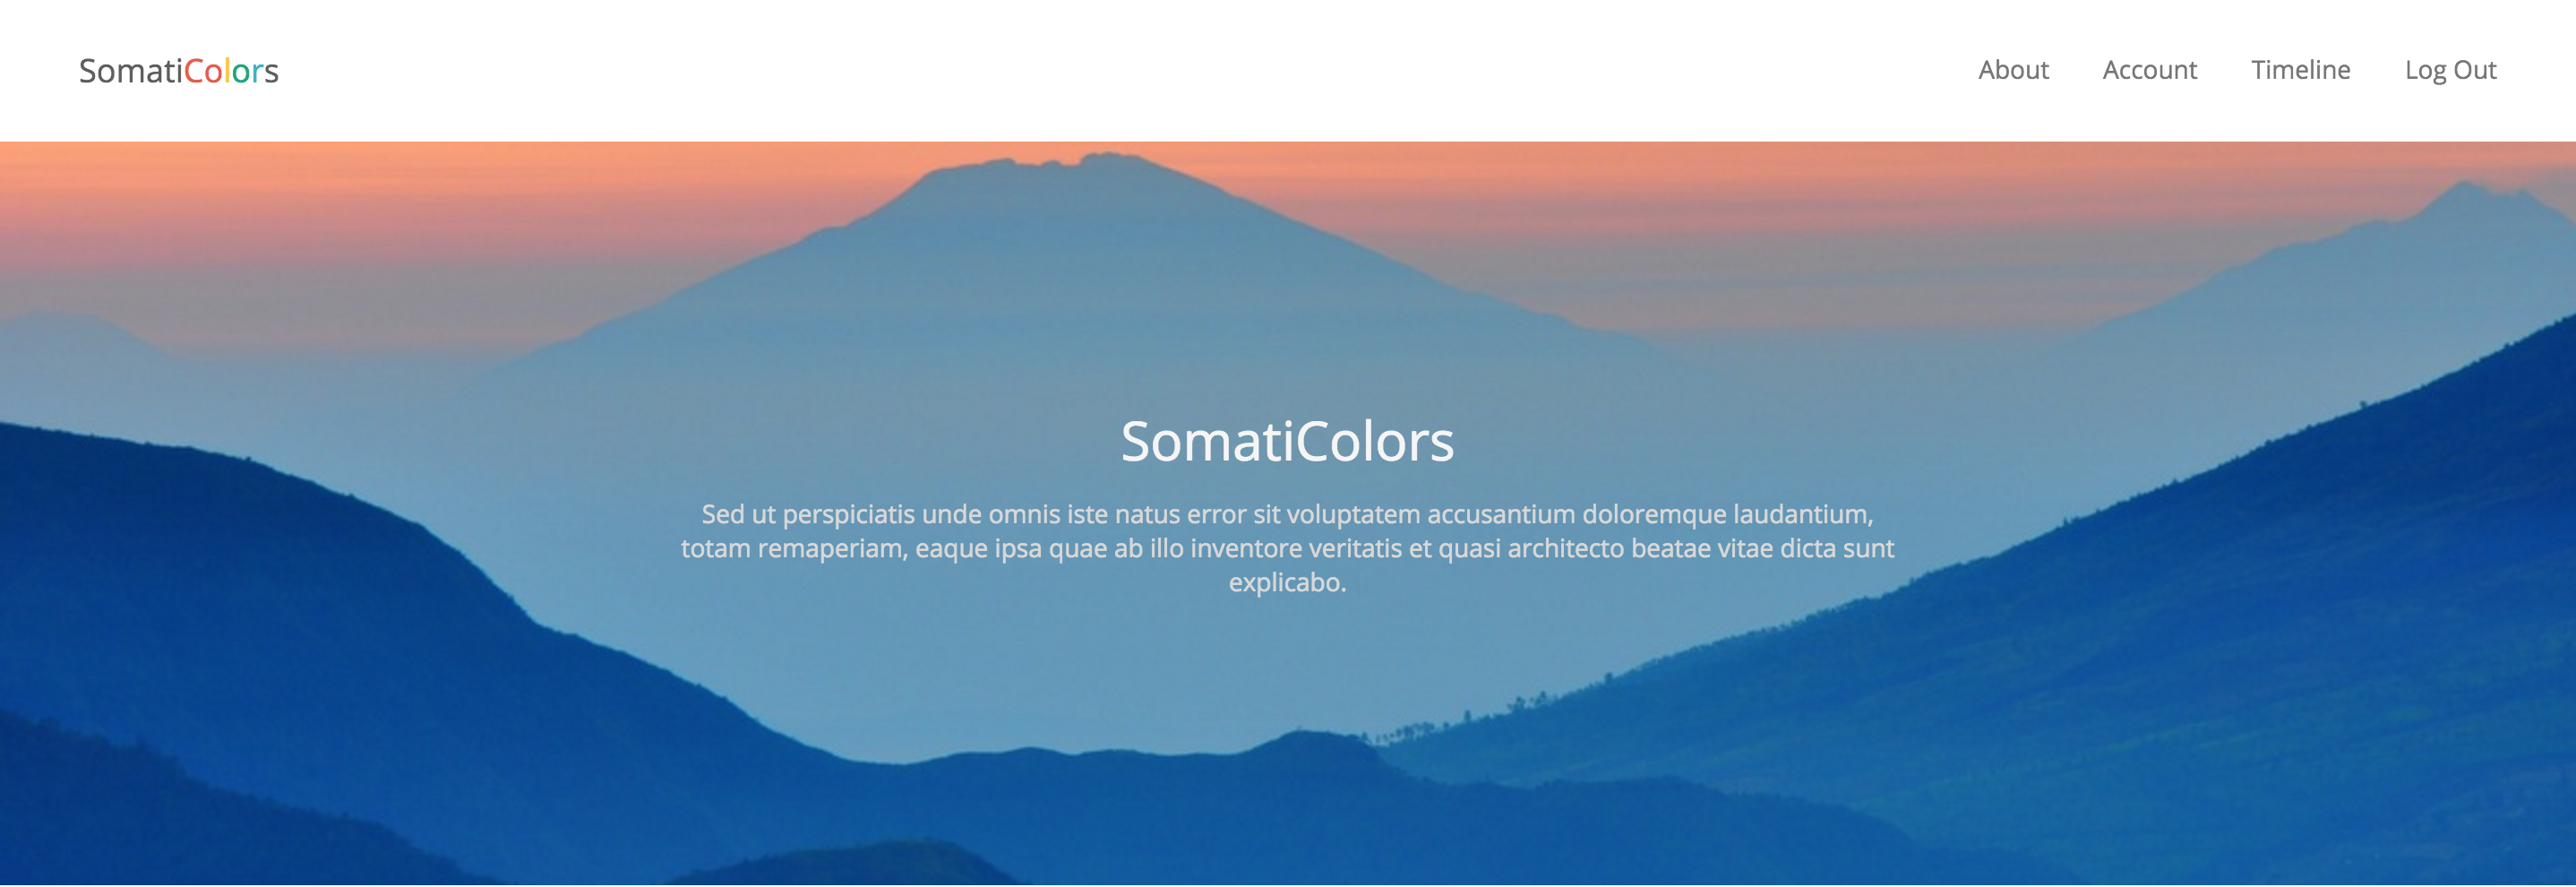 SomatiColors
About Account Timeline Log Out
SomatiColors
Sed ut perspiciatis unde omnis iste natus error sit voluptatem accusantium doloremque laudantium,
totam remaperiam, eaque ipsa quae ab illo inventore veritatis et quasi architecto beatae vitae dicta sunt
explicabo.